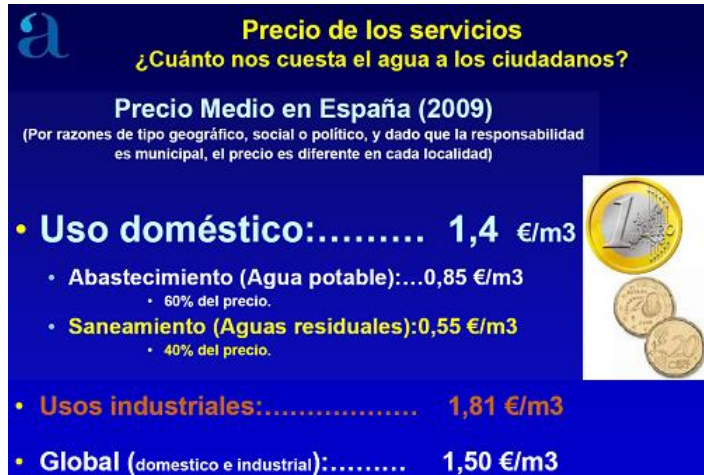 a
Precio de los servicios
¿Cuánto nos cuesta el agua a los ciudadanos?
Precio Medio en España (2009)
(Por razones de tipo geográfico, social o político, y dado que la responsabilidad
es municipal, el precio es diferente en cada localidad)
• Uso doméstico:......... 1,4 €/m3
• Abastecimiento (Agua potable):...0,85 €/m3
• 60% del precio.
• Saneamiento (Aguas residuales):0,55 €/m3
• 40% del precio.
• Usos industriales:................... 1,81 €/m3
• Global (domestico e industrial):......... 1,50 €/m3
1
EURO
20